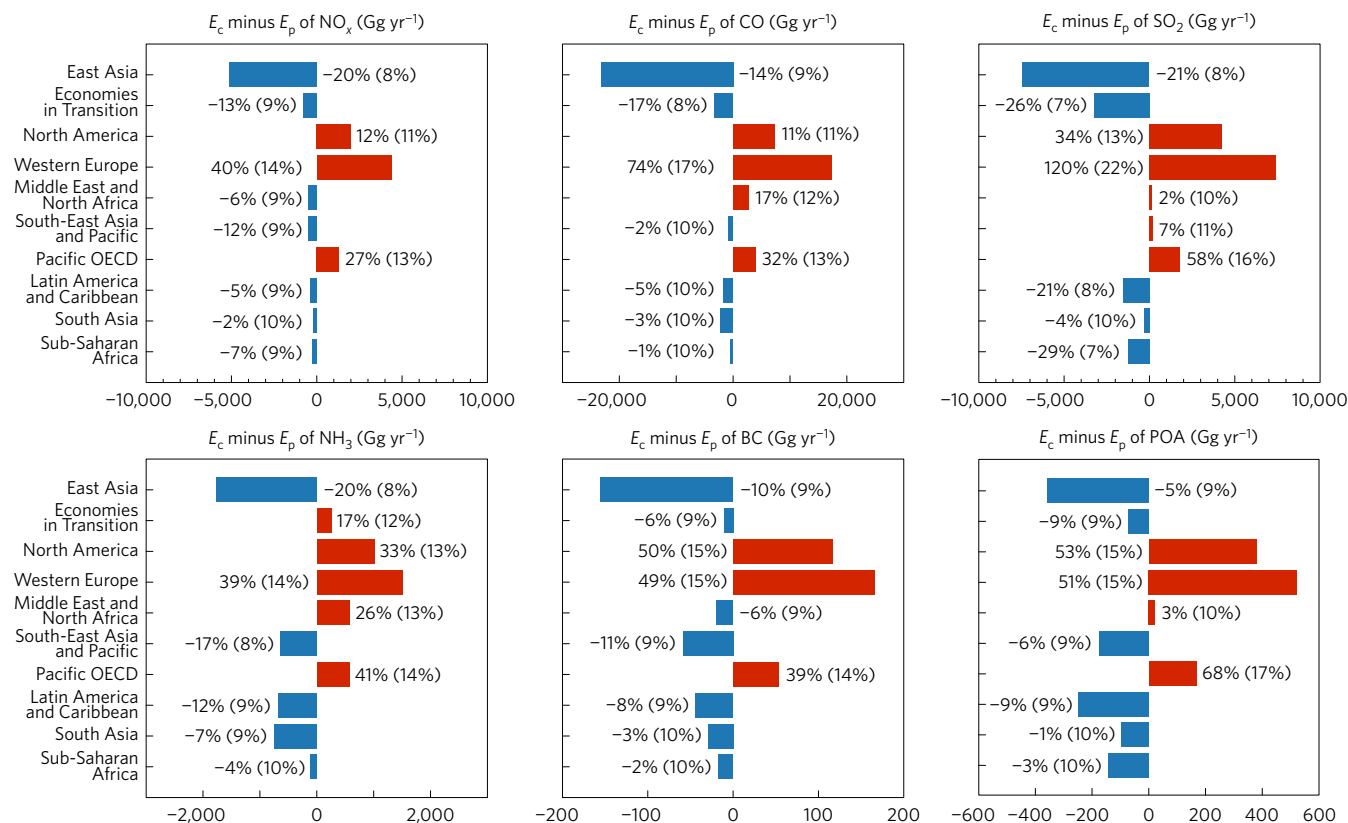 E_c minus E_p of NO_x (Gg yr⁻¹)
East Asia
−20% (8%)
Economies
in Transition
−13% (9%)
North America
12% (11%)
Western Europe
40% (14%)
Middle East and
North Africa
−6% (9%)
South-East Asia
and Pacific
−12% (9%)
Pacific OECD
27% (13%)
Latin America
and Caribbean
−5% (9%)
South Asia
−2% (10%)
Sub-Saharan
Africa
−7% (9%)
−10,000 −5,000 0 5,000 10,000
E_c minus E_p of CO (Gg yr⁻¹)
−14% (9%)
−17% (8%)
11% (11%)
74% (17%)
17% (12%)
−2% (10%)
32% (13%)
−5% (10%)
−3% (10%)
−1% (10%)
−20,000 0 20,000
E_c minus E_p of SO₂ (Gg yr⁻¹)
−21% (8%)
−26% (7%)
34% (13%)
120% (22%)
2% (10%)
7% (11%)
58% (16%)
−21% (8%)
−4% (10%)
−29% (7%)
−10,000 −5,000 0 5,000 10,000
E_c minus E_p of NH₃ (Gg yr⁻¹)
East Asia
−20% (8%)
Economies
in Transition
17% (12%)
North America
33% (13%)
Western Europe
39% (14%)
Middle East and
North Africa
26% (13%)
South-East Asia
and Pacific
−17% (8%)
Pacific OECD
41% (14%)
Latin America
and Caribbean
−12% (9%)
South Asia
−7% (9%)
Sub-Saharan
Africa
−4% (10%)
−2,000 0 2,000
E_c minus E_p of BC (Gg yr⁻¹)
−10% (9%)
−6% (9%)
50% (15%)
49% (15%)
−6% (9%)
−11% (9%)
39% (14%)
−8% (9%)
−3% (10%)
−2% (10%)
−200 −100 0 100 200
E_c minus E_p of POA (Gg yr⁻¹)
−5% (9%)
−9% (9%)
53% (15%)
51% (15%)
3% (10%)
−6% (9%)
68% (17%)
−9% (9%)
−1% (10%)
−3% (10%)
−600 −400 −200 0 200 400 600